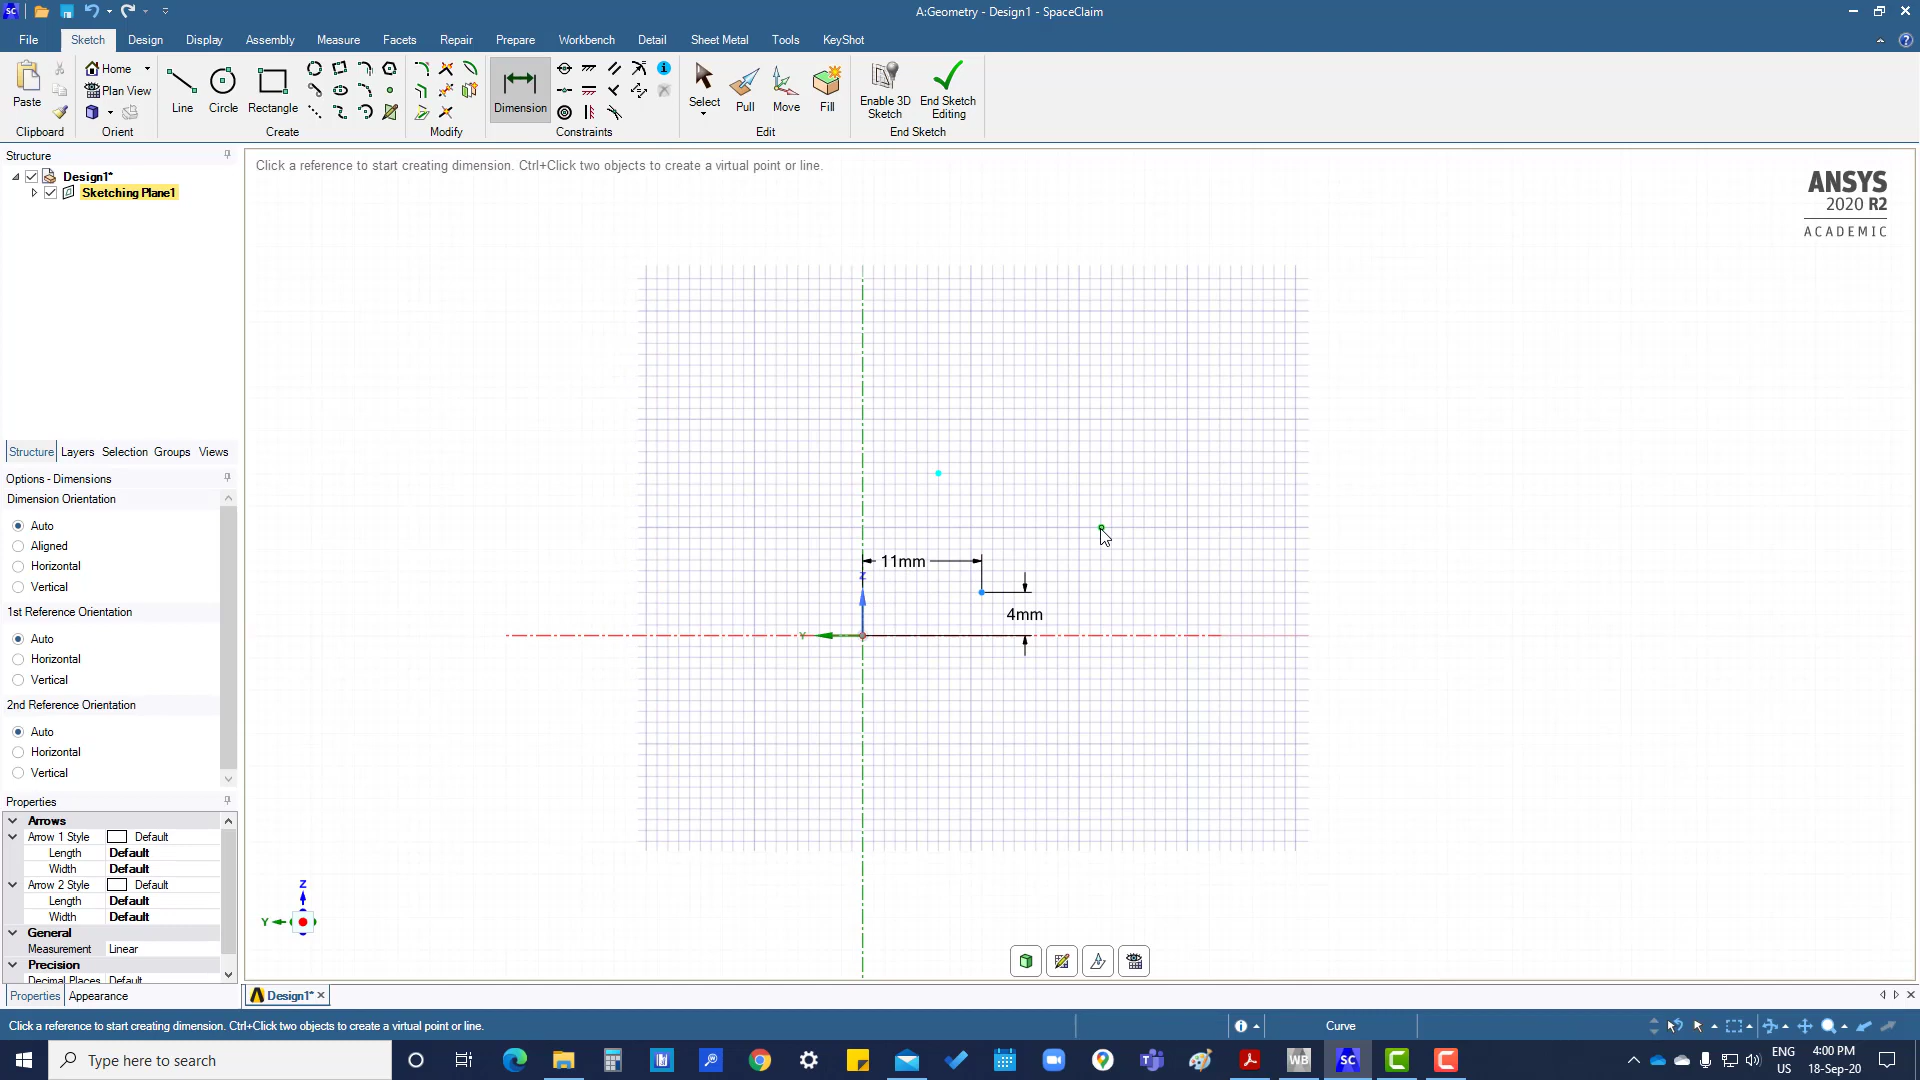 A:Geometry - Design1 - SpaceClaim
File Sketch Design Display Assembly Measure Facets Repair Prepare Workbench Detail Sheet Metal Tools KeyShot
Paste
Home
Plan View
Line
Circle
Rectangle
Dimension
Select
Pull
Move
Fill
Enable 3D
Sketch
End Sketch
Editing
Clipboard
Orient
Create
Modify
Constraints
Edit
End Sketch
Structure
Design1*
Sketching Plane1
Click a reference to start creating dimension. Ctrl+Click two objects to create a virtual point or line.
ANSYS
2020 R2
ACADEMIC
11mm
4mm
Z
Y
Structure Layers Selection Groups Views
Options - Dimensions
Dimension Orientation
Auto
Aligned
Horizontal
Vertical
1st Reference Orientation
Auto
Horizontal
Vertical
2nd Reference Orientation
Auto
Horizontal
Vertical
Properties
Arrows
Arrow 1 Style Default
Length Default
Width Default
Arrow 2 Style Default
Length Default
Width Default
General
Measurement Linear
Precision
Decimal Places Default
Properties Appearance
Z
Y
Design1*
Click a reference to start creating dimension. Ctrl+Click two objects to create a virtual point or line.
Curve
Type here to search
WB
SC
ENG
US
4:00 PM
18-Sep-20